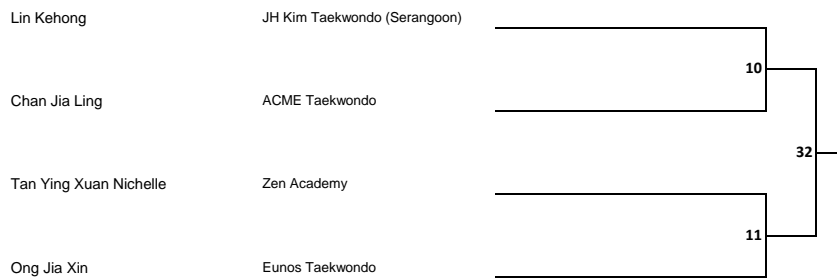 Lin Kehong JH Kim Taekwondo (Serangoon)
10
Chan Jia Ling ACME Taekwondo
32
Tan Ying Xuan Nichelle Zen Academy
11
Ong Jia Xin Eunos Taekwondo